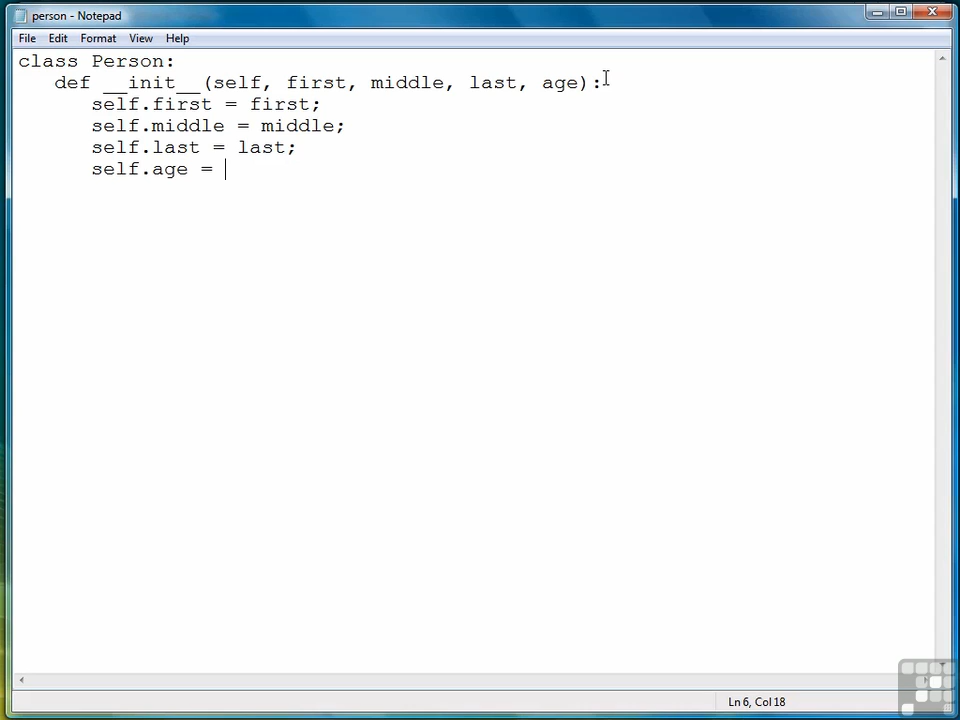 person - Notepad
File Edit Format View Help
class Person:
   def __init__(self, first, middle, last, age):
      self.first = first;
      self.middle = middle;
      self.last = last;
      self.age =
Ln 6, Col 18